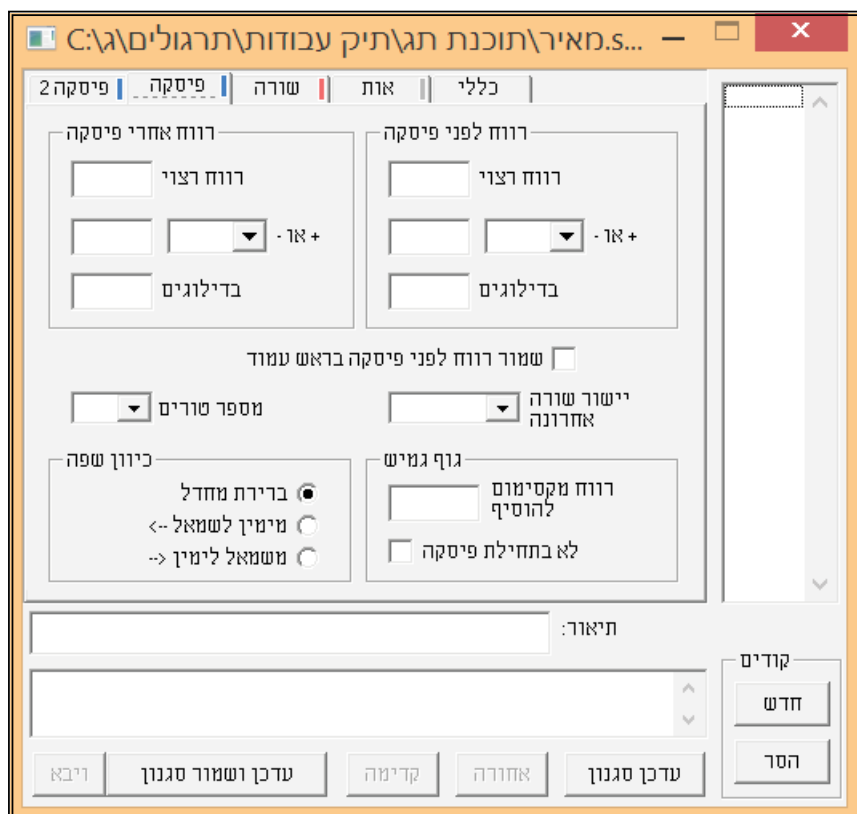 C:\מאיר\תוכנת תג\תיק עבודות\תרגולים\ג.s...
כללי
אות
שורה
פיסקה
פיסקה 2
רווח לפני פיסקה
רווח רצוי
+ או -
בדילוגים
רווח אחרי פיסקה
רווח רצוי
+ או -
בדילוגים
שמור רווח לפני פיסקה בראש עמוד
יישור שורה
אחרונה
מספר טורים
גוף גמיש
רווח מקסימום
להוסיף
לא בתחילת פיסקה
כיוון שפה
ברירת מחדל
מימין לשמאל -->
משמאל לימין <--
תיאור:
קודים
חדש
הסר
עדכן סגנון
אחורה
קדימה
עדכן ושמור סגנון
ויבא